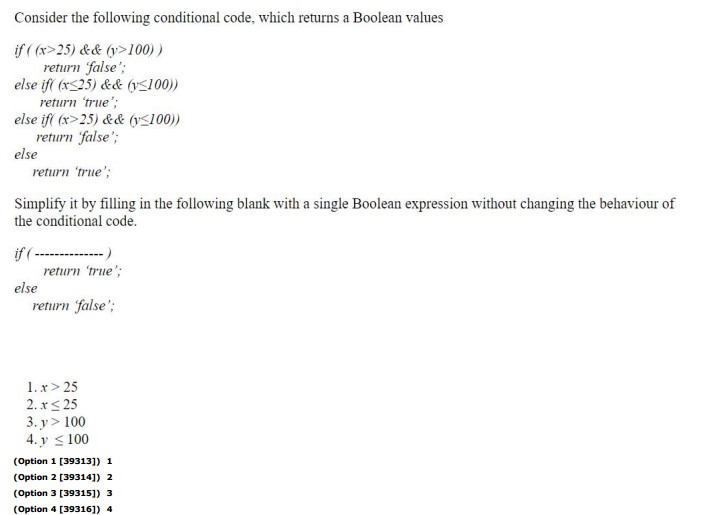 Consider the following conditional code, which returns a Boolean values
if ( (x>25) && (y>100) )
return 'false';
else if( (x≤25) && (y≤100))
return 'true';
else if( (x>25) && (y≤100))
return 'false';
else
return 'true';
Simplify it by filling in the following blank with a single Boolean expression without changing the behaviour of
the conditional code.
if ( -------------- )
return 'true';
else
return 'false';
1. x > 25
2. x ≤ 25
3. y > 100
4. y ≤ 100
(Option 1 [39313]) 1
(Option 2 [39314]) 2
(Option 3 [39315]) 3
(Option 4 [39316]) 4